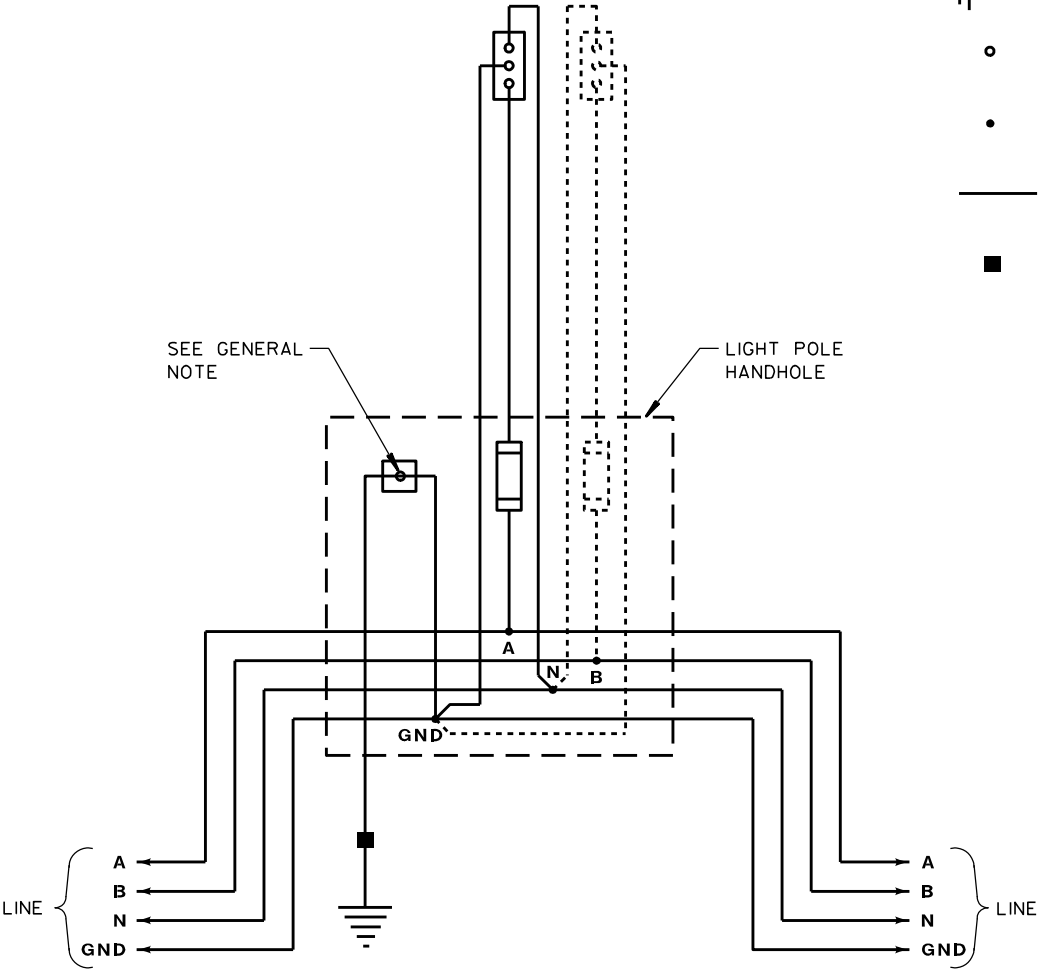 SEE GENERAL
NOTE
LIGHT POLE
HANDHOLE
A
N
B
GND
A
B
N
GND
LINE
A
B
N
GND
LINE